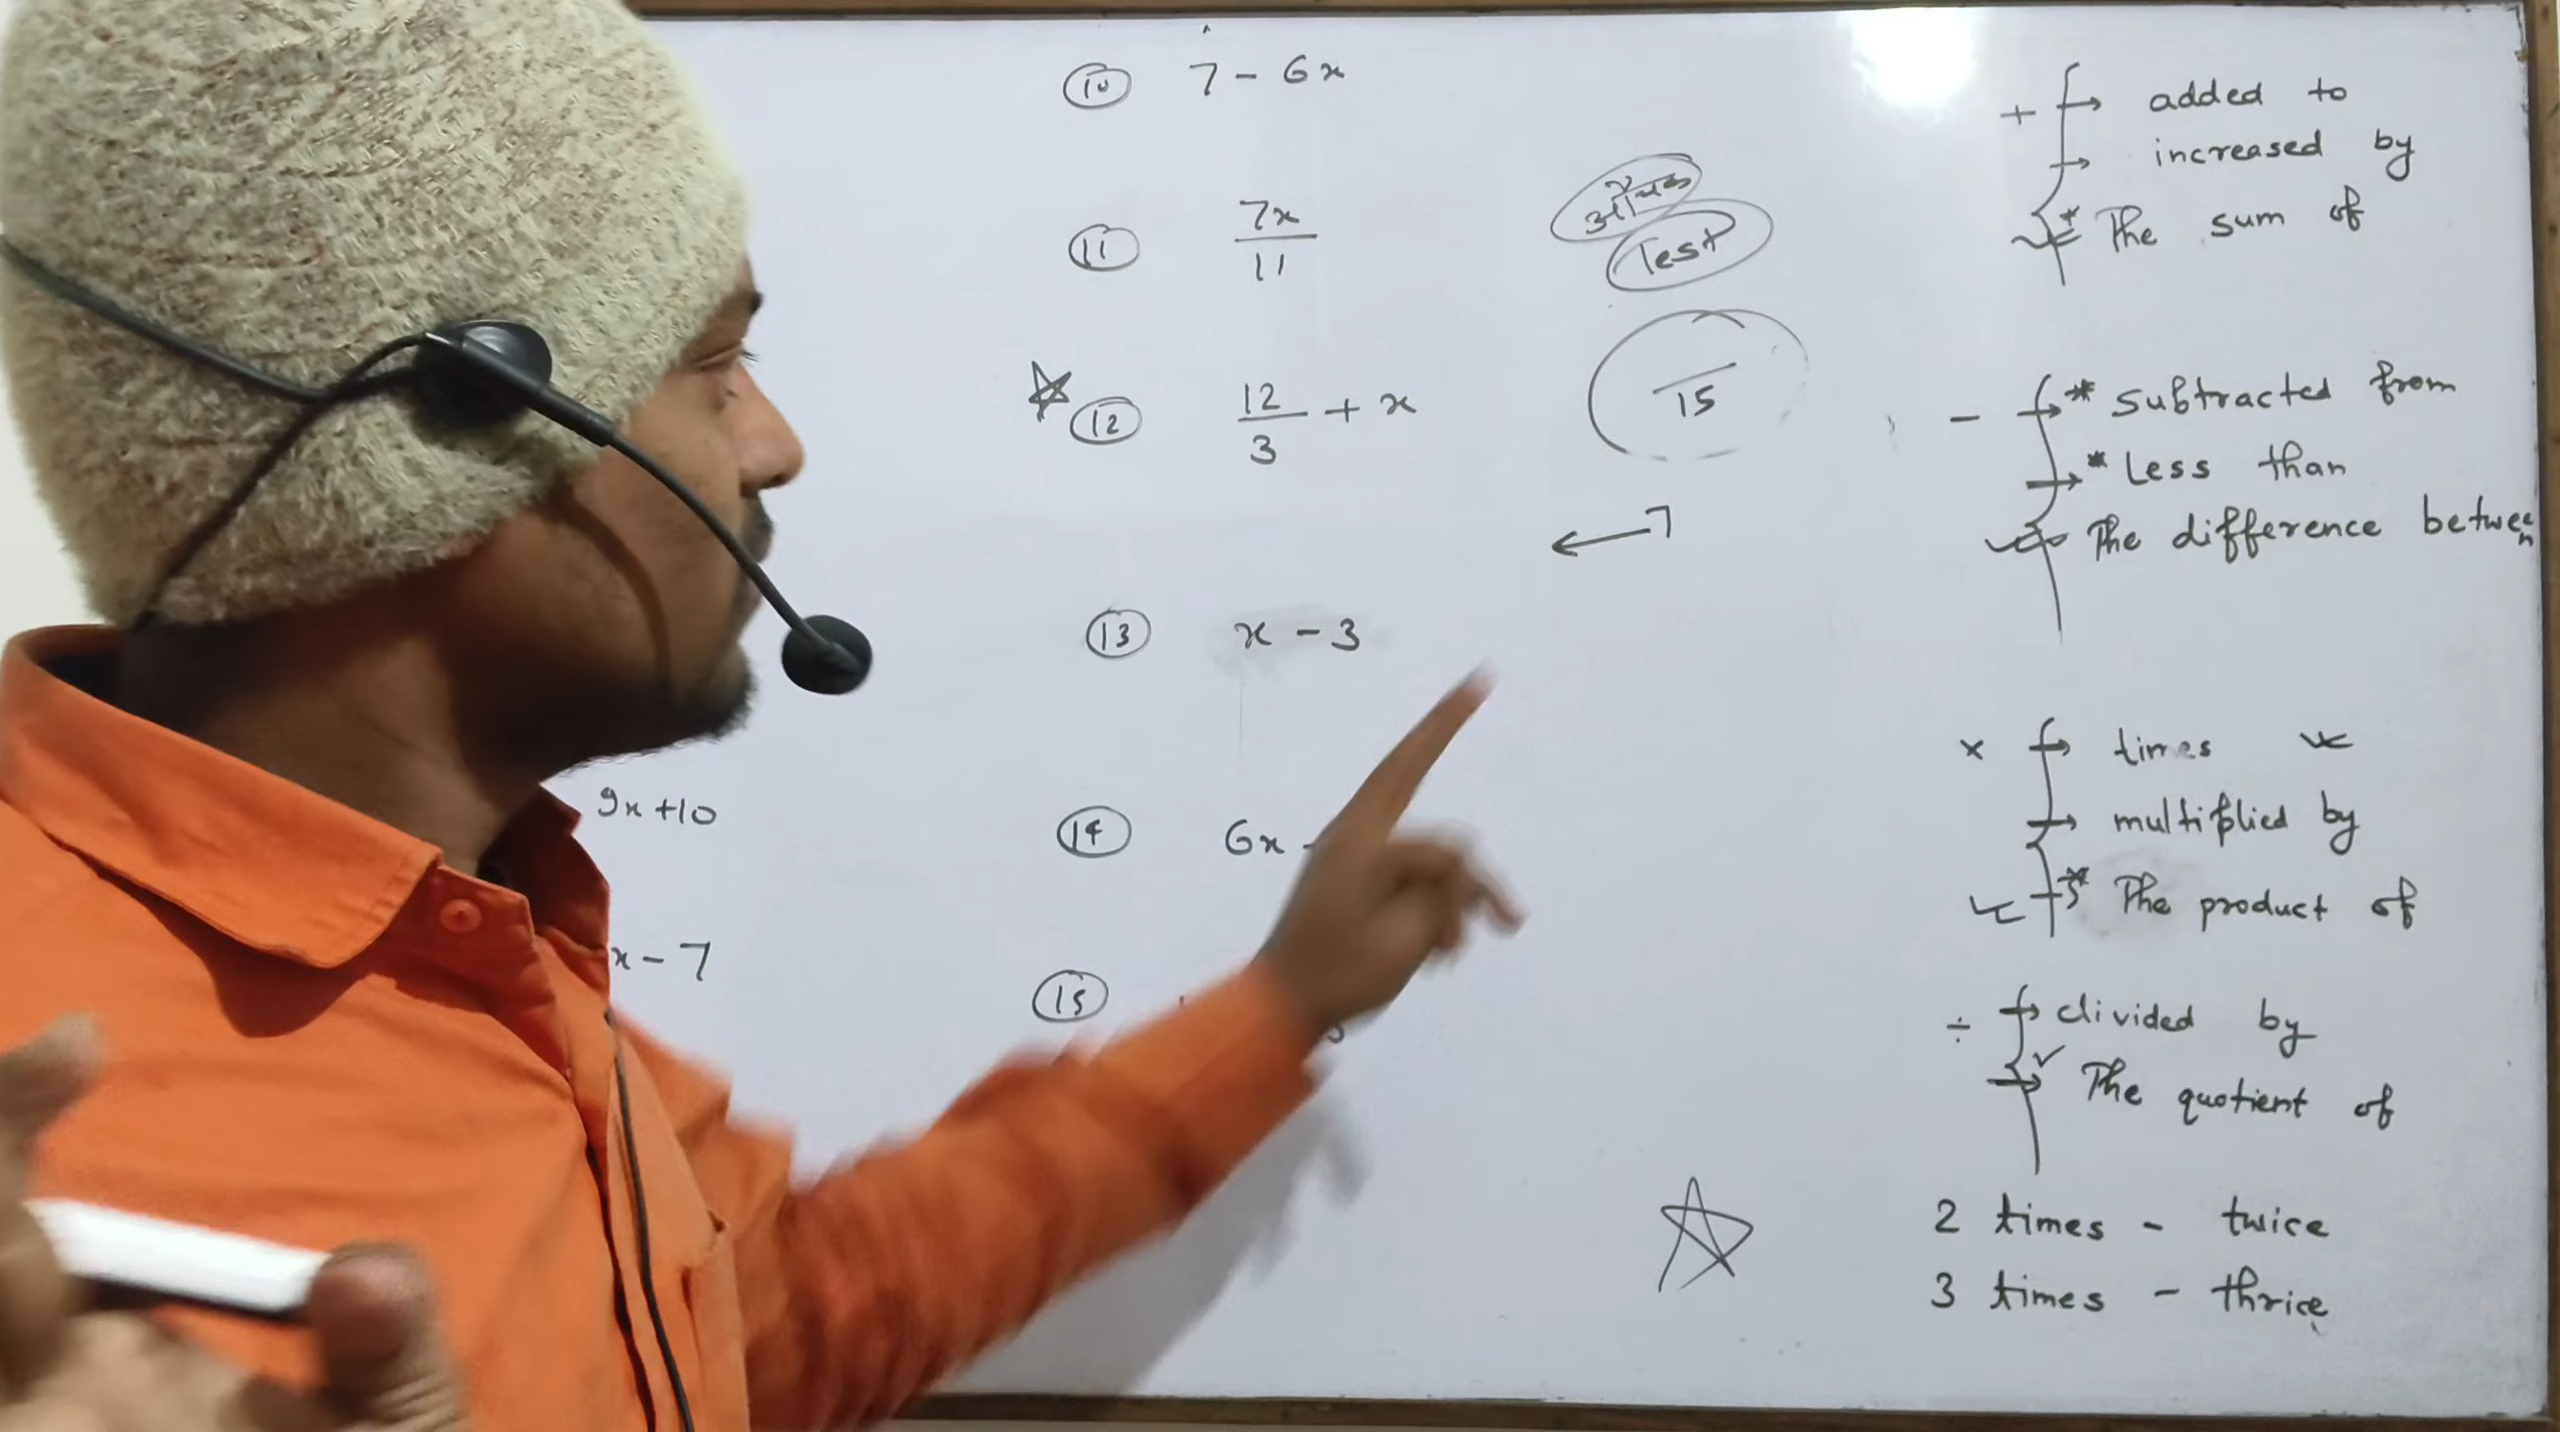 10 7 - 6x
11 7x/11
12 12/3 + x
13 x - 3
14 6x
15
9x+10
x - 7
आपका
Test
15
7
+ added to
increased by
* The sum of
- * subtracted from
* Less than
The difference between
× times
multiplied by
* The product of
÷ divided by
The quotient of
2 times - twice
3 times - thrice